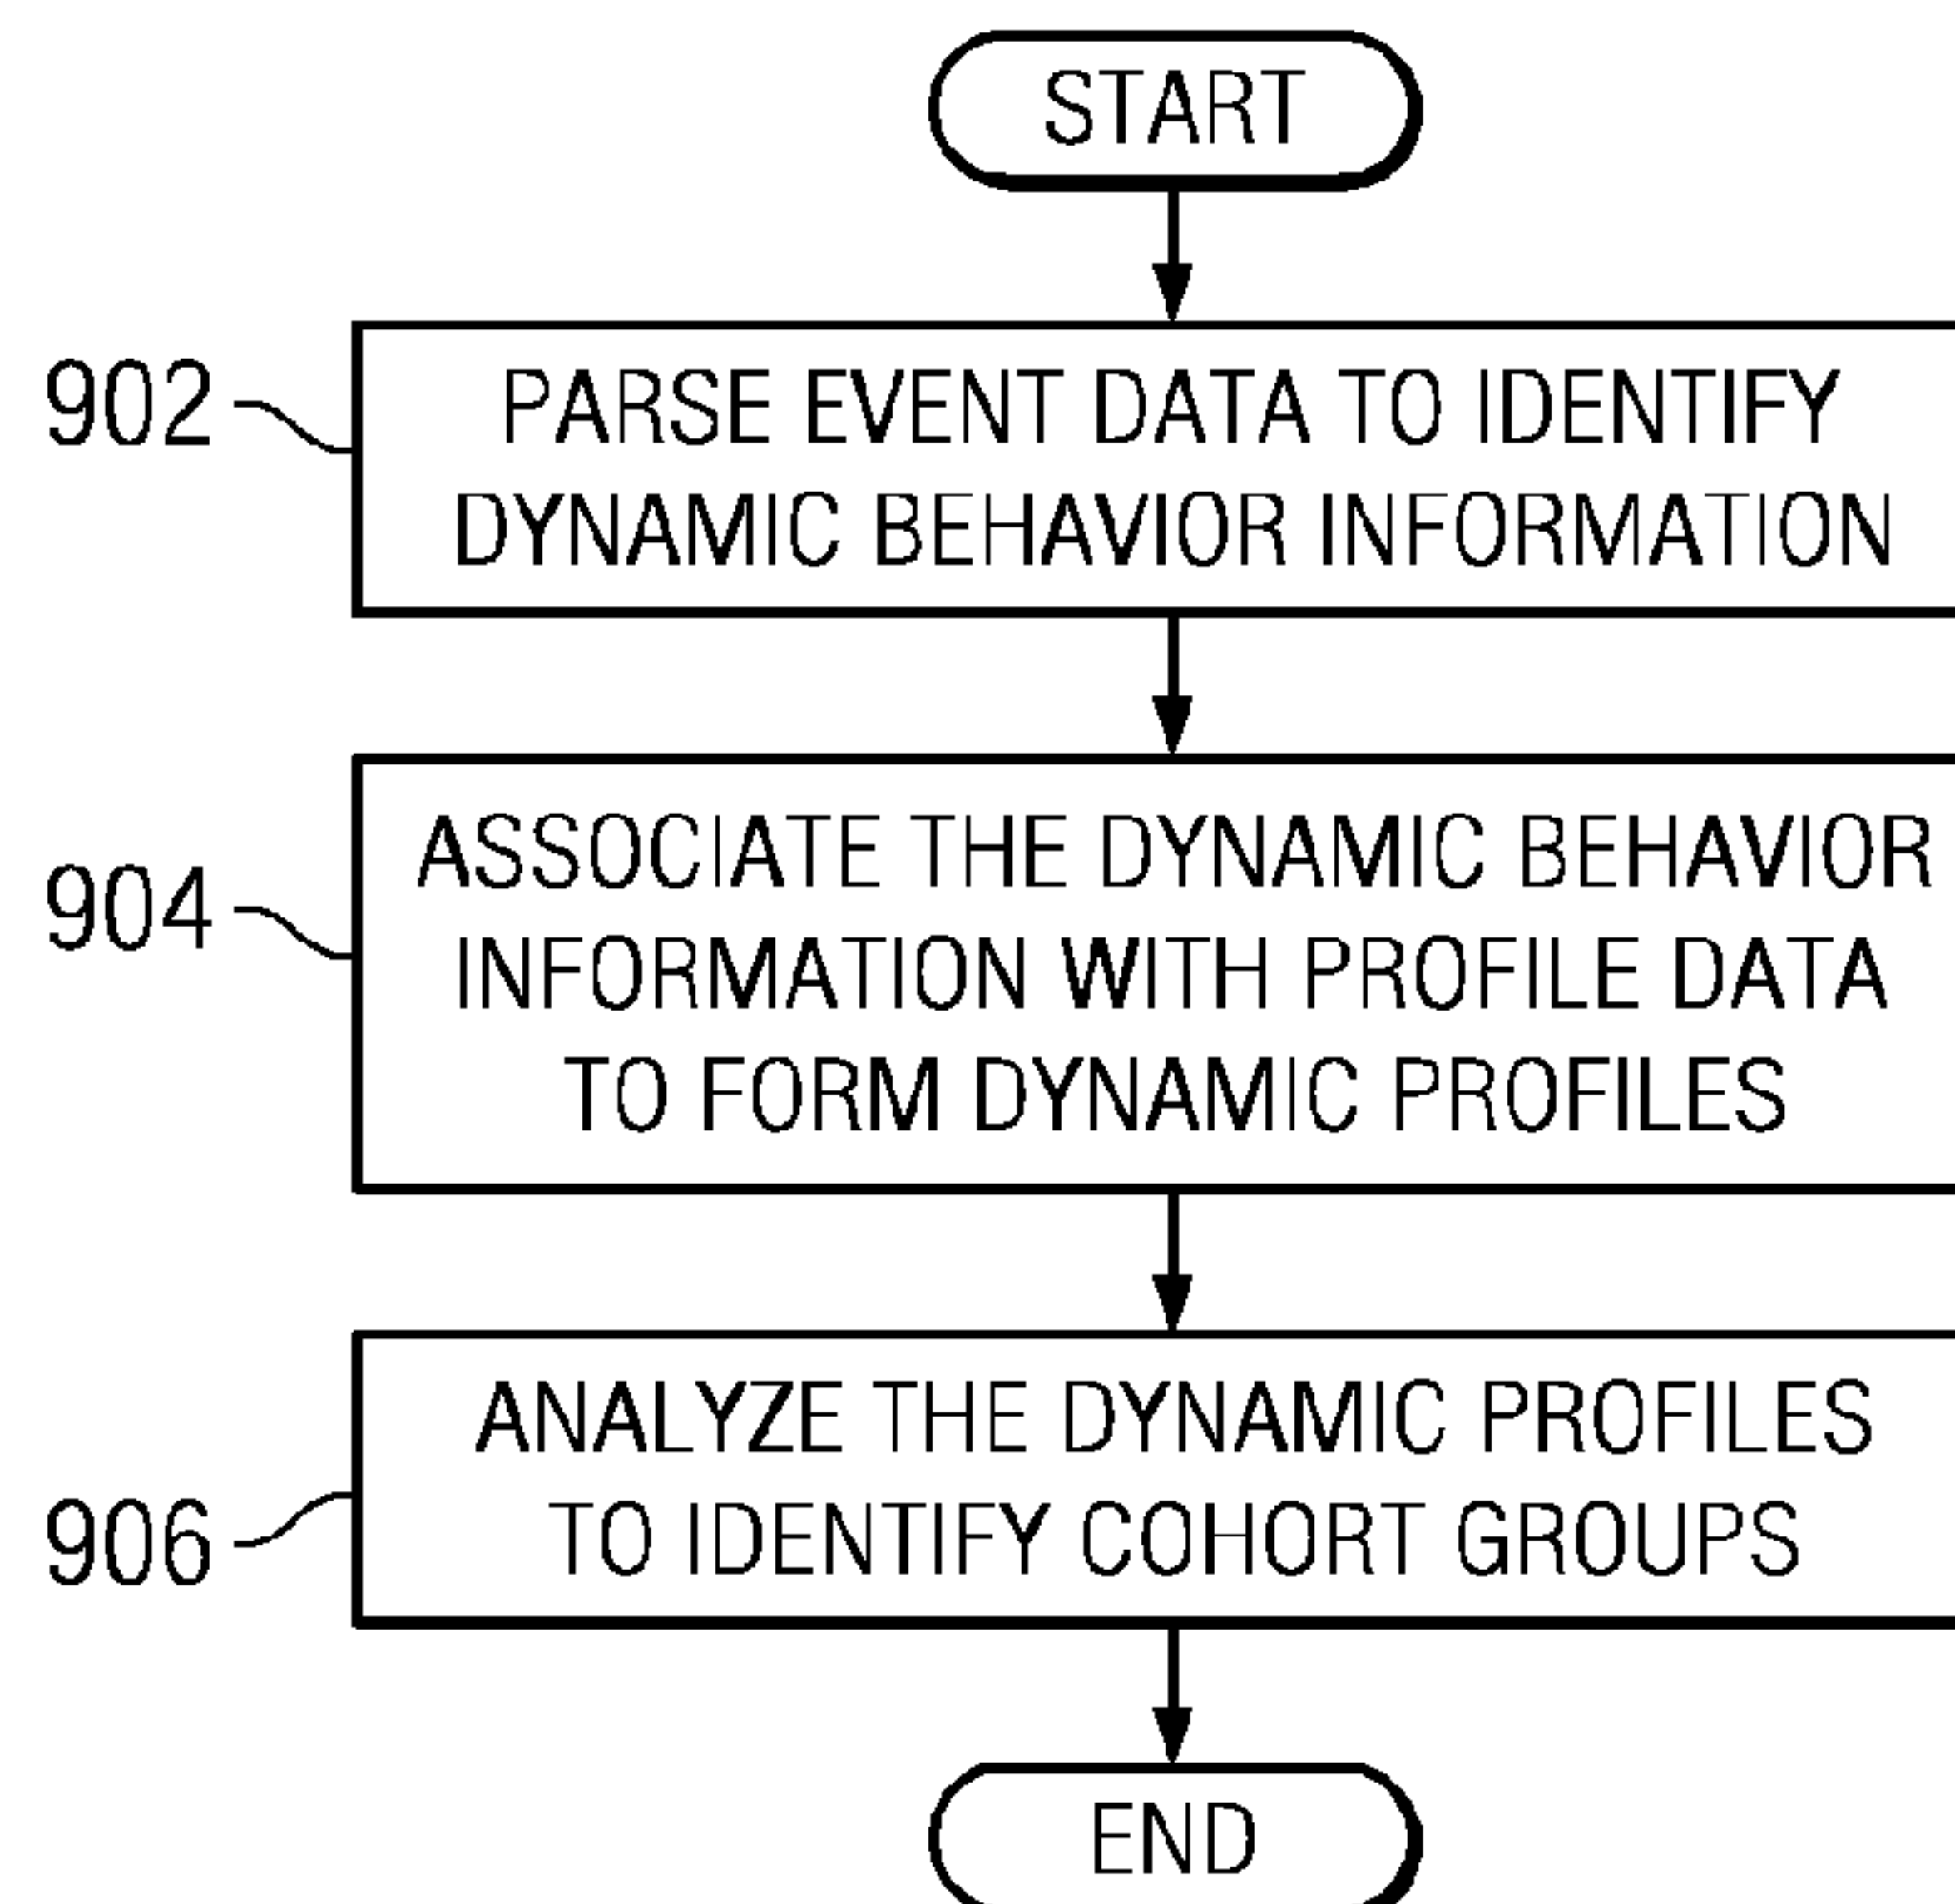 START
902
PARSE EVENT DATA TO IDENTIFY
DYNAMIC BEHAVIOR INFORMATION
904
ASSOCIATE THE DYNAMIC BEHAVIOR
INFORMATION WITH PROFILE DATA
TO FORM DYNAMIC PROFILES
906
ANALYZE THE DYNAMIC PROFILES
TO IDENTIFY COHORT GROUPS
END